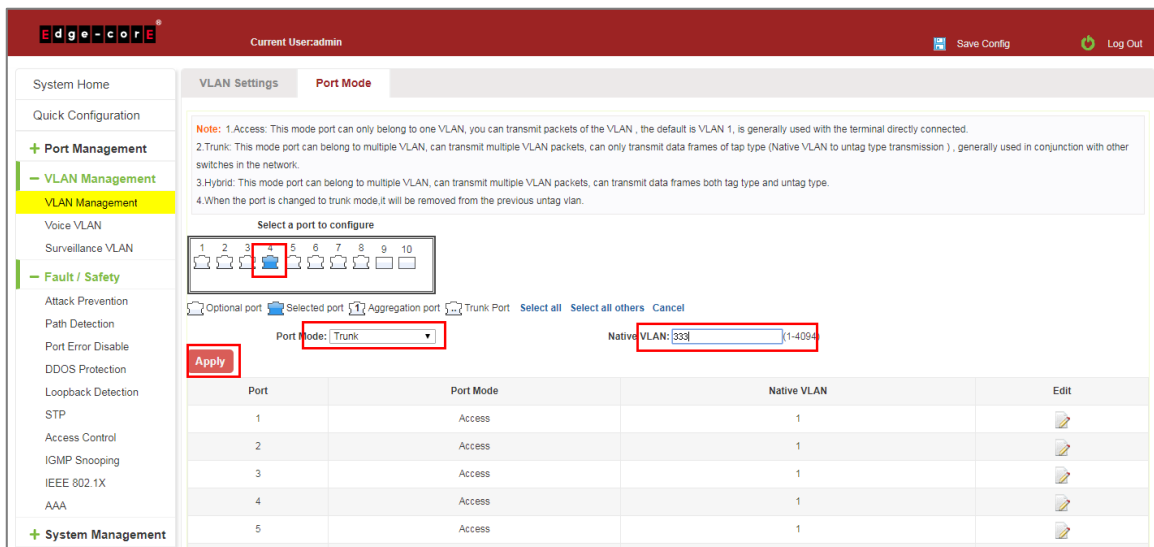 Edge-corE®
Current User:admin
Save Config
Log Out
System Home
Quick Configuration
+ Port Management
− VLAN Management
VLAN Management
Voice VLAN
Surveillance VLAN
− Fault / Safety
Attack Prevention
Path Detection
Port Error Disable
DDOS Protection
Loopback Detection
STP
Access Control
IGMP Snooping
IEEE 802.1X
AAA
+ System Management
VLAN Settings
Port Mode
Note: 1.Access: This mode port can only belong to one VLAN, you can transmit packets of the VLAN , the default is VLAN 1, is generally used with the terminal directly connected.
2.Trunk: This mode port can belong to multiple VLAN, can transmit multiple VLAN packets, can only transmit data frames of tap type (Native VLAN to untag type transmission ) , generally used in conjunction with other
switches in the network.
3.Hybrid: This mode port can belong to multiple VLAN, can transmit multiple VLAN packets, can transmit data frames both tag type and untag type.
4.When the port is changed to trunk mode,it will be removed from the previous untag vlan.
Select a port to configure
1 2 3 4 5 6 7 8 9 10
Optional port Selected port 1 Aggregation port .. Trunk Port Select all Select all others Cancel
Port Mode: Trunk Native VLAN: 333 (1-4094)
Apply
Port Port Mode Native VLAN Edit
1 Access 1
2 Access 1
3 Access 1
4 Access 1
5 Access 1